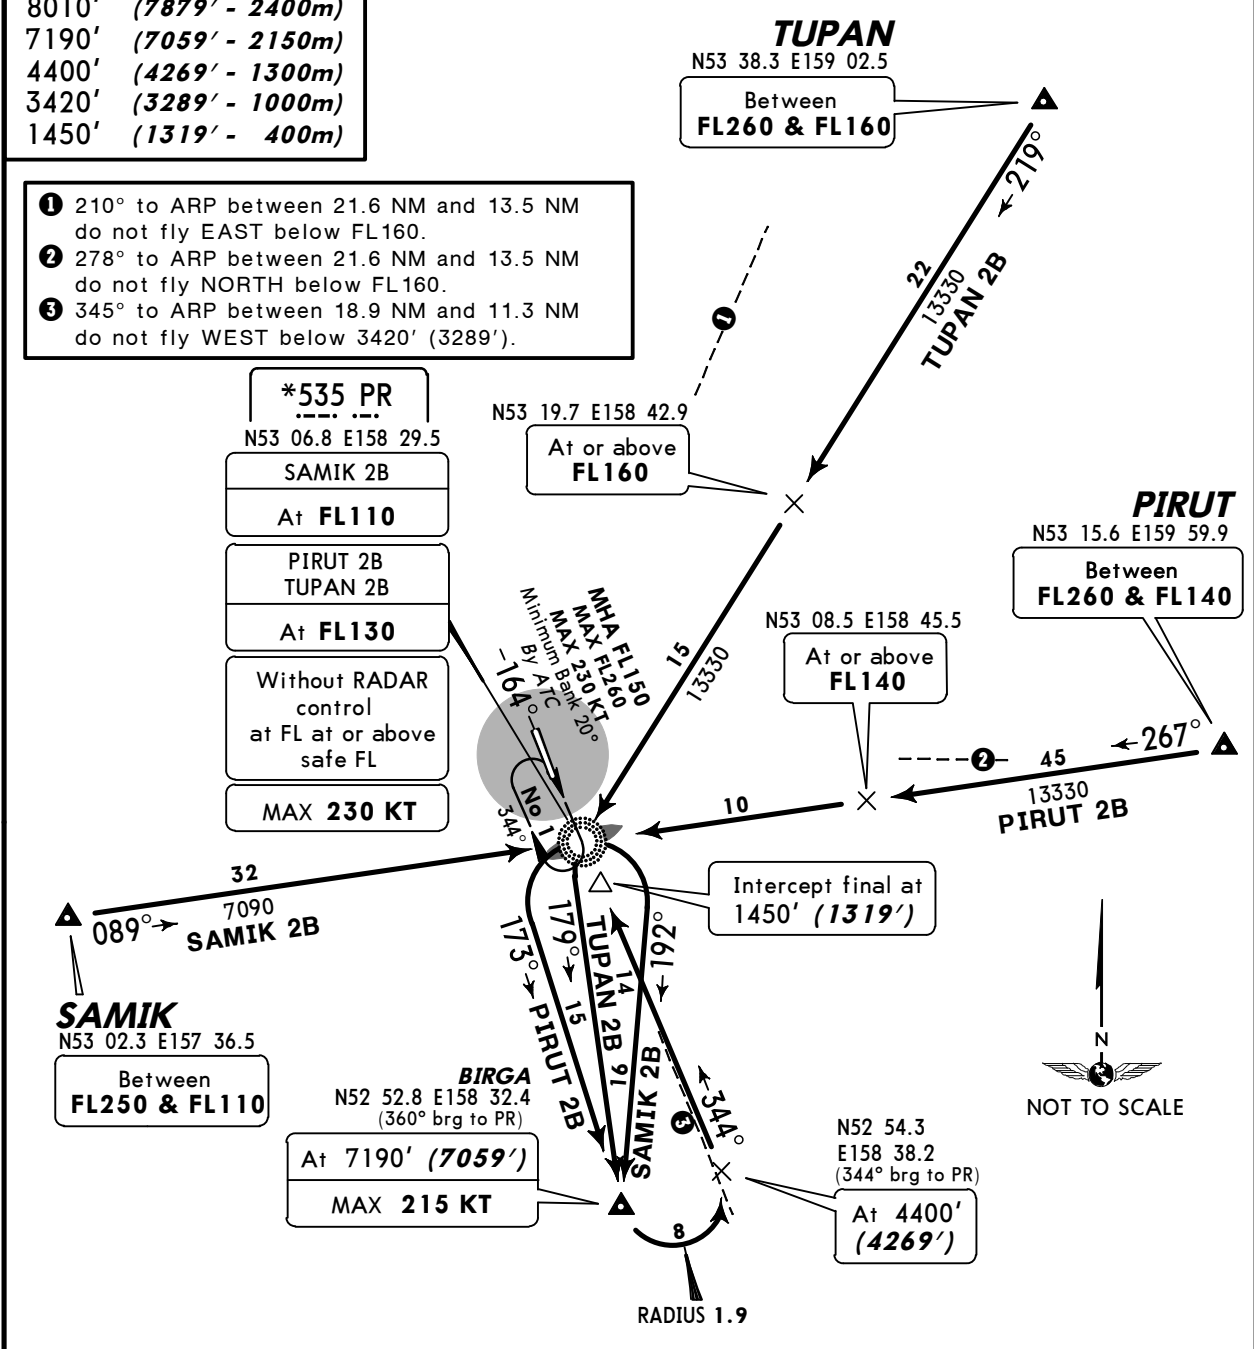 8010' (7879' - 2400m)
7190' (7059' - 2150m)
4400' (4269' - 1300m)
3420' (3289' - 1000m)
1450' (1319' - 400m)
TUPAN
N53 38.3 E159 02.5
Between
FL260 & FL160
219°
22
13330
TUPAN 2B
❶ 210° to ARP between 21.6 NM and 13.5 NM
do not fly EAST below FL160.
❷ 278° to ARP between 21.6 NM and 13.5 NM
do not fly NORTH below FL160.
❸ 345° to ARP between 18.9 NM and 11.3 NM
do not fly WEST below 3420' (3289').
❶
*535 PR
N53 06.8 E158 29.5
SAMIK 2B
At FL110
PIRUT 2B
TUPAN 2B
At FL130
Without RADAR
control
at FL at or above
safe FL
MAX 230 KT
N53 19.7 E158 42.9
At or above
FL160
PIRUT
N53 15.6 E159 59.9
Between
FL260 & FL140
N53 08.5 E158 45.5
At or above
FL140
MHA FL150
MAX FL260
MAX 230 KT
Minimum Bank 20°
By ATC
-164°
15
13330
267°
❷
45
13330
PIRUT 2B
10
No 1
344°
32
7090
089°
SAMIK 2B
SAMIK
N53 02.3 E157 36.5
Between
FL250 & FL110
Intercept final at
1450' (1319')
173°
15
PIRUT 2B
179°
TUPAN 2B
16
192°
SAMIK 2B
14
❸
344°
BIRGA
N52 52.8 E158 32.4
(360° brg to PR)
At 7190' (7059')
MAX 215 KT
N52 54.3
E158 38.2
(344° brg to PR)
At 4400'
(4269')
8
RADIUS 1.9
N
NOT TO SCALE